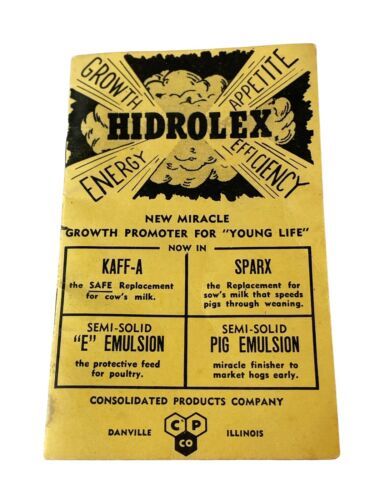 GROWTH
APPETITE
HIDROLEX
ENERGY
EFFICIENCY
NEW MIRACLE
GROWTH PROMOTER FOR "YOUNG LIFE"
NOW IN
KAFF-A
the SAFE Replacement
for cow's milk.
SPARX
the Replacement for
sow's milk that speeds
pigs through weaning.
SEMI-SOLID
"E" EMULSION
the protective feed
for poultry.
SEMI-SOLID
PIG EMULSION
miracle finisher to
market hogs early.
CONSOLIDATED PRODUCTS COMPANY
DANVILLE
C P
CO
ILLINOIS